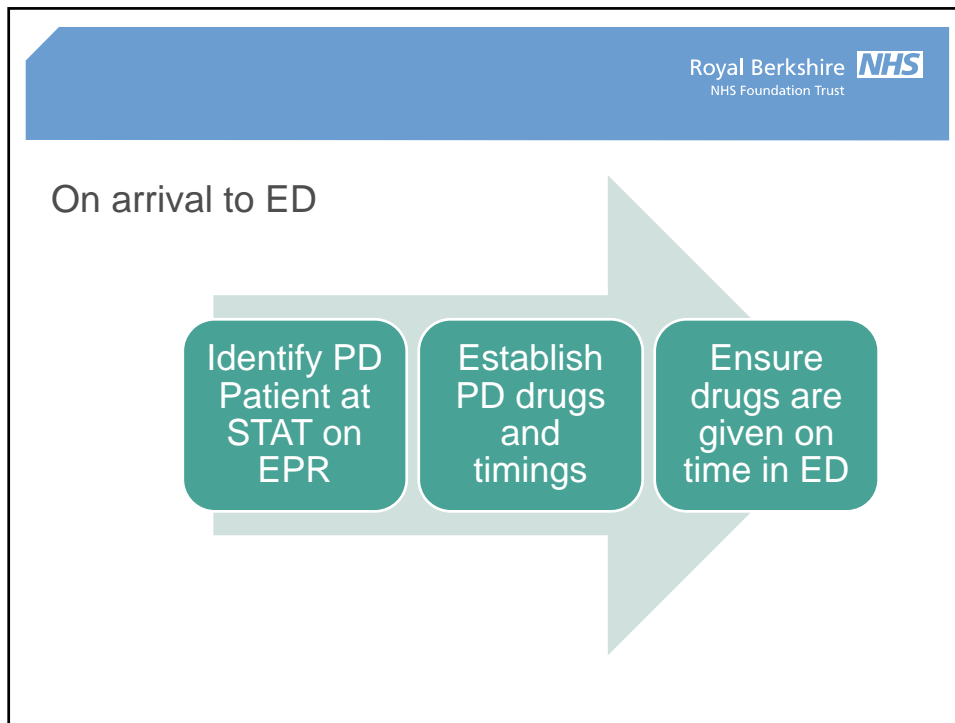 Royal Berkshire NHS
NHS Foundation Trust
On arrival to ED
Identify PD
Patient at
STAT on
EPR
Establish
PD drugs
and
timings
Ensure
drugs are
given on
time in ED